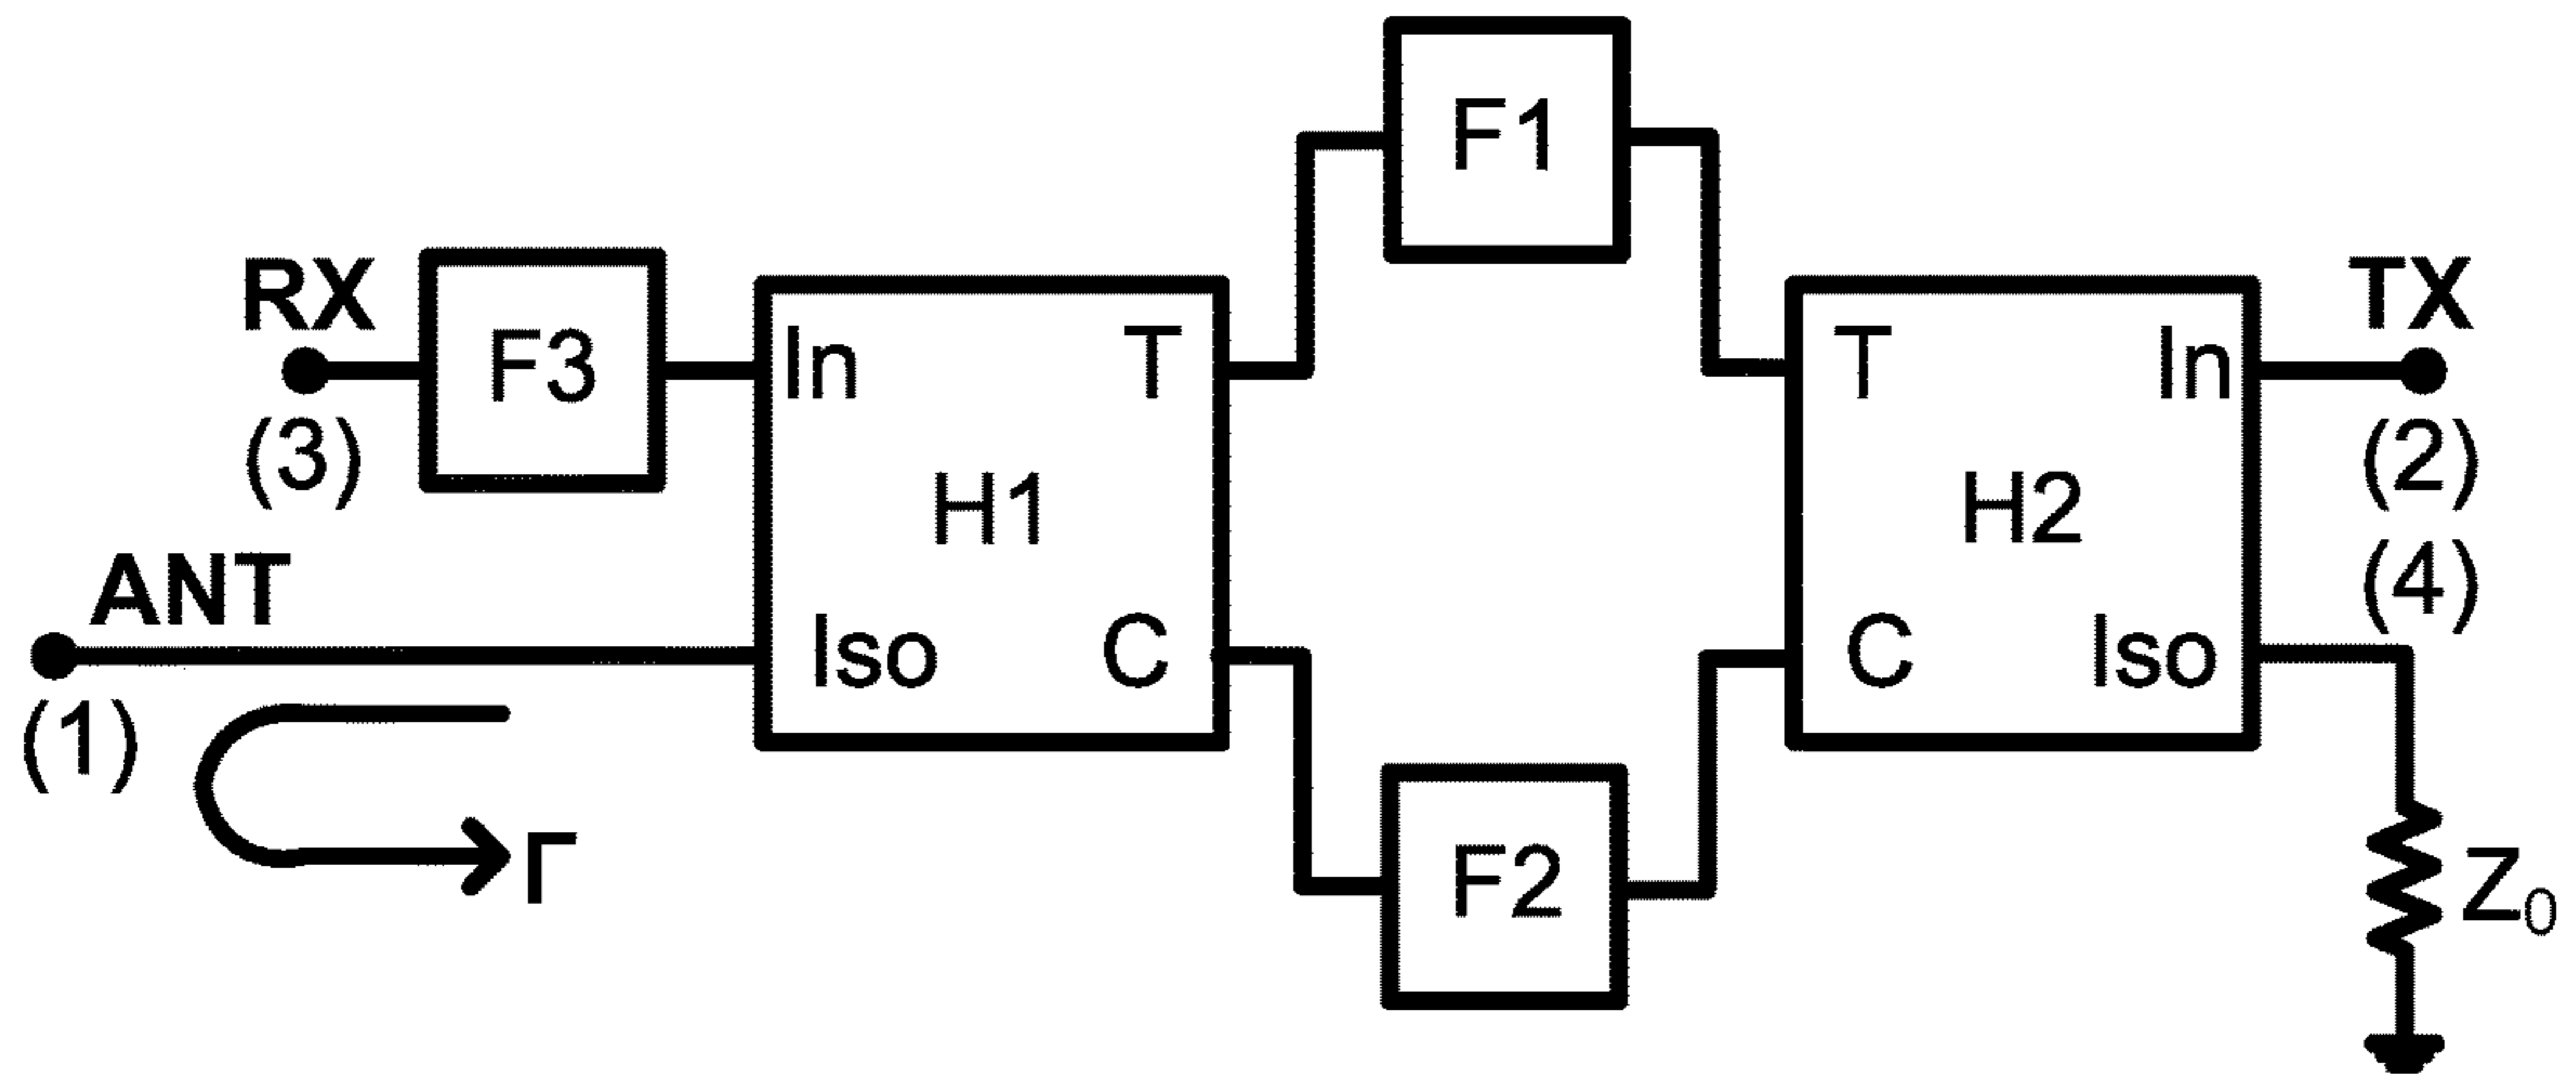 F1
RX
F3
(3)
In
T
H1
Iso
C
ANT
(1)
Γ
T
In
H2
C
Iso
TX
(2)
(4)
F2
Z₀